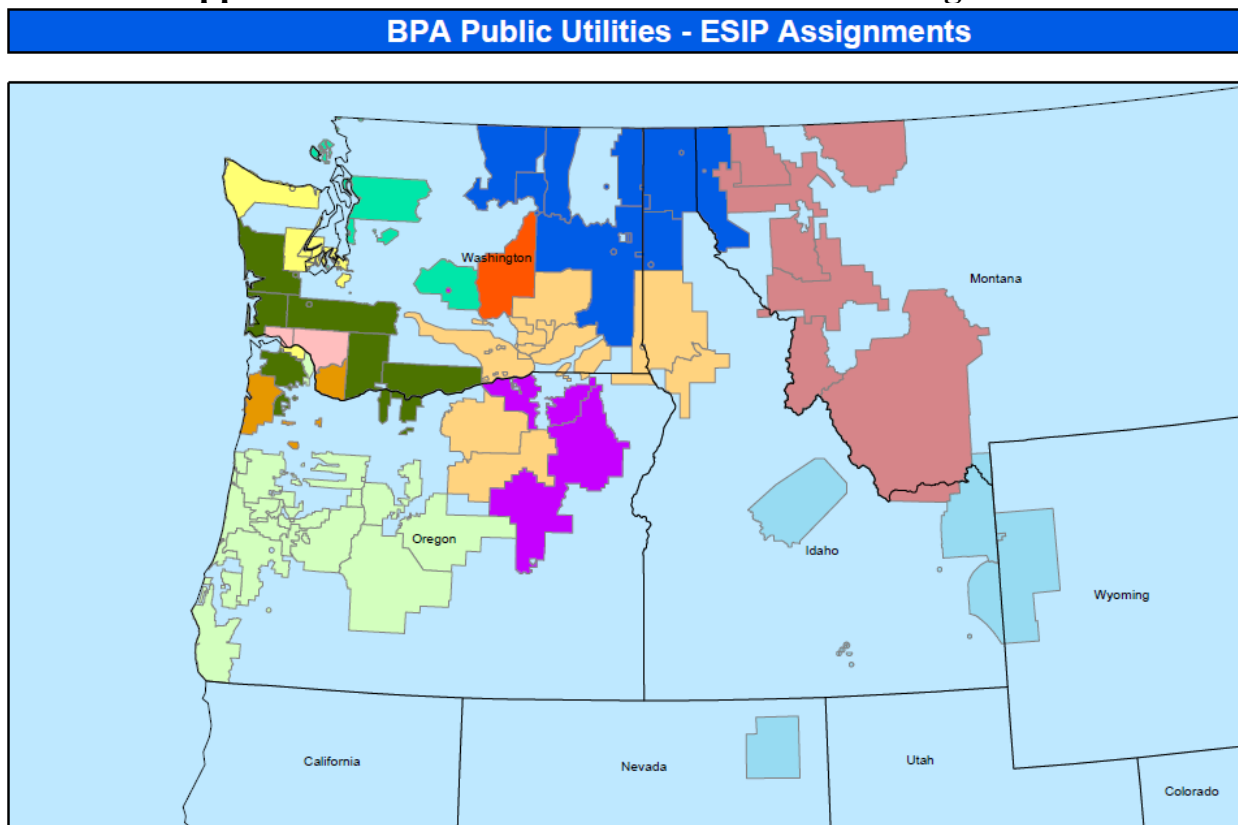 BPA Public Utilities - ESIP Assignments
Washington
Montana
Oregon
Idaho
Wyoming
California
Nevada
Utah
Colorado